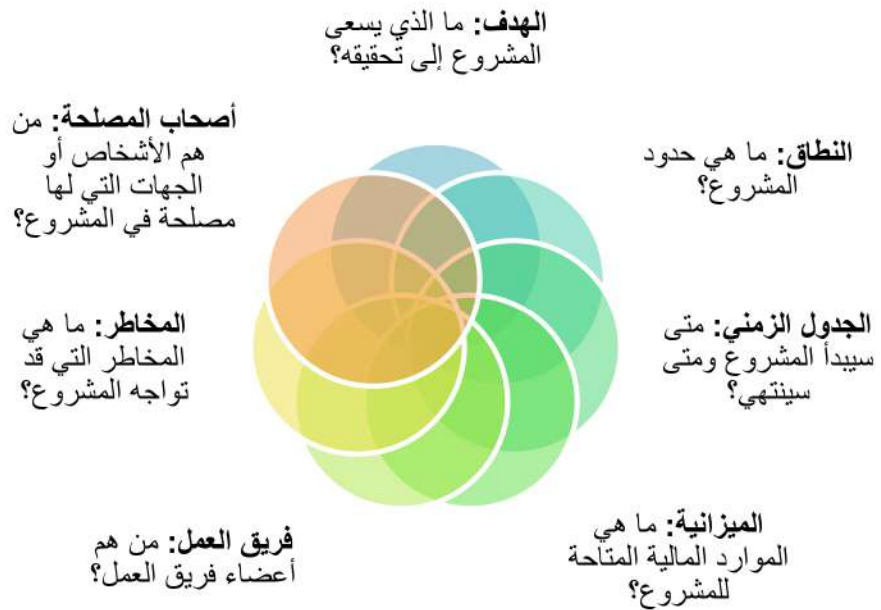 الهدف: ما الذي يسعى
المشروع إلى تحقيقه؟
النطاق: ما هي حدود
المشروع؟
الجدول الزمني: متى
سيبدأ المشروع ومتى
سينتهي؟
الميزانية: ما هي
الموارد المالية المتاحة
للمشروع؟
فريق العمل: من هم
أعضاء فريق العمل؟
المخاطر: ما هي
المخاطر التي قد
تواجه المشروع؟
أصحاب المصلحة: من
هم الأشخاص أو
الجهات التي لها
مصلحة في المشروع؟